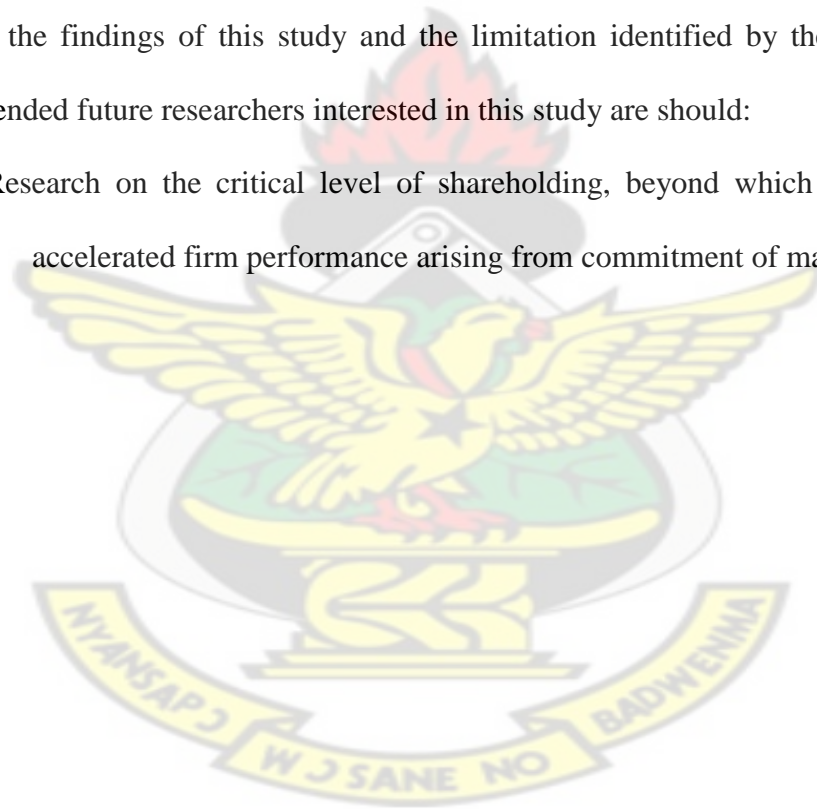 the findings of this study and the limitation identified by the
ended future researchers interested in this study are should:
Research on the critical level of shareholding, beyond which
accelerated firm performance arising from commitment of ma
NYANSAPƆ
WƆ SANE NO
BADWENMA